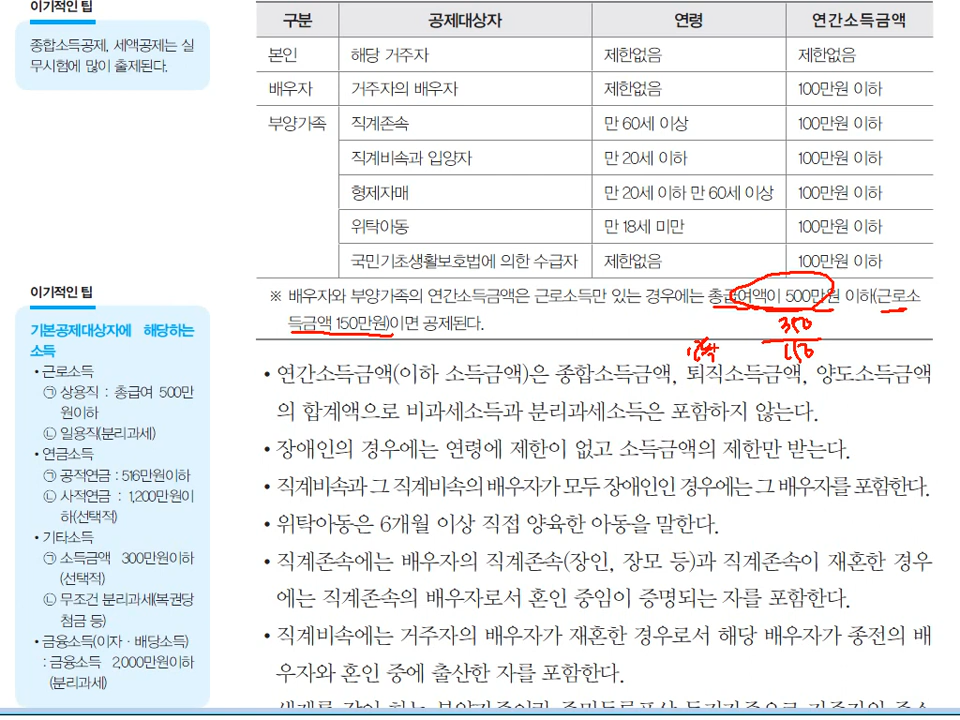 이기적인 팁
종합소득공제, 세액공제는 실
무시험에 많이 출제된다.
구분 공제대상자 연령 연간소득금액
본인 해당 거주자 제한없음 제한없음
배우자 거주자의 배우자 제한없음 100만원 이하
부양가족 직계존속 만 60세 이상 100만원 이하
직계비속과 입양자 만 20세 이하 100만원 이하
형제자매 만 20세 이하 만 60세 이상 100만원 이하
위탁아동 만 18세 미만 100만원 이하
국민기초생활보호법에 의한 수급자 제한없음 100만원 이하
※ 배우자와 부양가족의 연간소득금액은 근로소득만 있는 경우에는 총급여액이 500만원 이하(근로소
득금액 150만원)이면 공제된다.
350
150
이기적인 팁
기본공제대상자에 해당하는
소득
• 근로소득
㉠ 상용직 : 총급여 500만
원이하
㉡ 일용직(분리과세)
• 연금소득
㉠ 공적연금 : 516만원이하
㉡ 사적연금 : 1,200만원이
하(선택적)
• 기타소득
㉠ 소득금액 300만원이하
(선택적)
㉡ 무조건 분리과세(복권당
첨금 등)
• 금융소득(이자 · 배당소득)
: 금융소득 2,000만원이하
(분리과세)
• 연간소득금액(이하 소득금액)은 종합소득금액, 퇴직소득금액, 양도소득금액
의 합계액으로 비과세소득과 분리과세소득은 포함하지 않는다.
• 장애인의 경우에는 연령에 제한이 없고 소득금액의 제한만 받는다.
• 직계비속과 그 직계비속의 배우자가 모두 장애인인 경우에는 그 배우자를 포함한다.
• 위탁아동은 6개월 이상 직접 양육한 아동을 말한다.
• 직계존속에는 배우자의 직계존속(장인, 장모 등)과 직계존속이 재혼한 경우
에는 직계존속의 배우자로서 혼인 중임이 증명되는 자를 포함한다.
• 직계비속에는 거주자의 배우자가 재혼한 경우로서 해당 배우자가 종전의 배
우자와 혼인 중에 출산한 자를 포함한다.